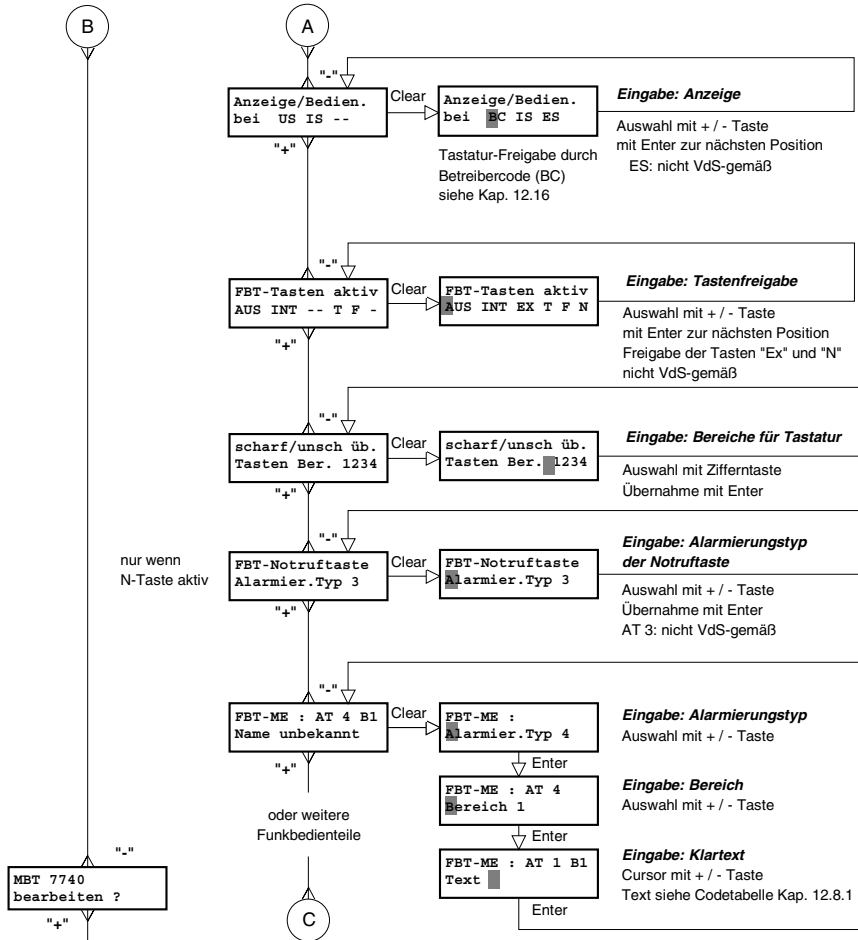 B
A
"-"
Anzeige/Bedien.
bei US IS --
Clear
Anzeige/Bedien.
bei BC IS ES
Eingabe: Anzeige
Auswahl mit + / - Taste
mit Enter zur nächsten Position
ES: nicht VdS-gemäß
"+"
Tastatur-Freigabe durch
Betreibercode (BC)
siehe Kap. 12.16
"-"
FBT-Tasten aktiv
AUS INT -- T F -
Clear
FBT-Tasten aktiv
AUS INT EX T F N
Eingabe: Tastenfreigabe
Auswahl mit + / - Taste
mit Enter zur nächsten Position
Freigabe der Tasten "Ex" und "N"
nicht VdS-gemäß
"+"
"-"
scharf/unsch üb.
Tasten Ber. 1234
Clear
scharf/unsch üb.
Tasten Ber. 1234
Eingabe: Bereiche für Tastatur
Auswahl mit Zifferntaste
Übernahme mit Enter
"+"
"-"
nur wenn
N-Taste aktiv
FBT-Notruftaste
Alarmier.Typ 3
Clear
FBT-Notruftaste
Alarmier.Typ 3
Eingabe: Alarmierungstyp
der Notruftaste
Auswahl mit + / - Taste
Übernahme mit Enter
AT 3: nicht VdS-gemäß
"+"
"-"
FBT-ME : AT 4 B1
Name unbekannt
Clear
FBT-ME :
Alarmier.Typ 4
Eingabe: Alarmierungstyp
Auswahl mit + / - Taste
"+"
Enter
oder weitere
Funkbedienteile
FBT-ME : AT 4
Bereich 1
Eingabe: Bereich
Auswahl mit + / - Taste
Enter
FBT-ME : AT 1 B1
Text
Eingabe: Klartext
Cursor mit + / - Taste
Text siehe Codetabelle Kap. 12.8.1
Enter
"-"
MBT 7740
bearbeiten ?
"+"
C